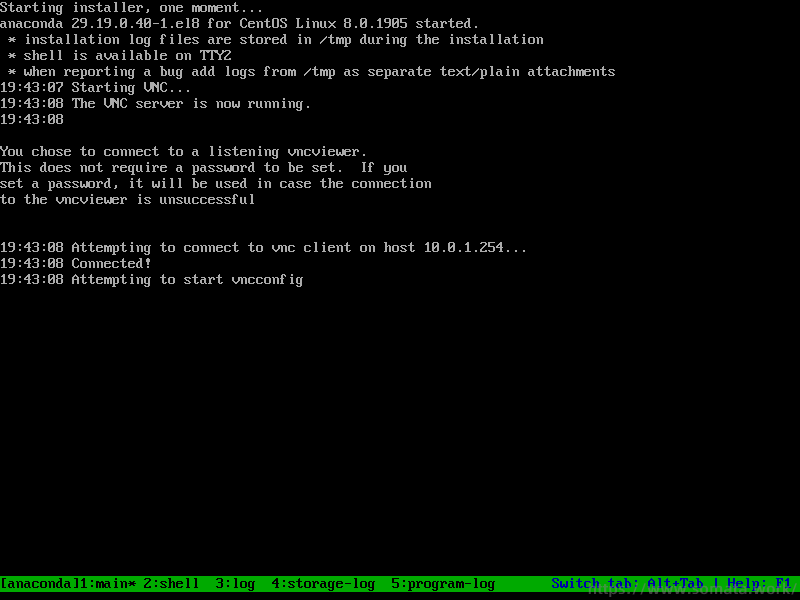 Starting installer, one moment...
anaconda 29.19.0.40-1.el8 for CentOS Linux 8.0.1905 started.
* installation log files are stored in /tmp during the installation
* shell is available on TTY2
* when reporting a bug add logs from /tmp as separate text/plain attachments
19:43:07 Starting VNC...
19:43:08 The VNC server is now running.
19:43:08
You chose to connect to a listening vncviewer.
This does not require a password to be set.  If you
set a password, it will be used in case the connection
to the vncviewer is unsuccessful
19:43:08 Attempting to connect to vnc client on host 10.0.1.254...
19:43:08 Connected!
19:43:08 Attempting to start vncconfig
[anaconda]1:main* 2:shell  3:log  4:storage-log  5:program-log Switch tab: Alt+Tab | Help: F1